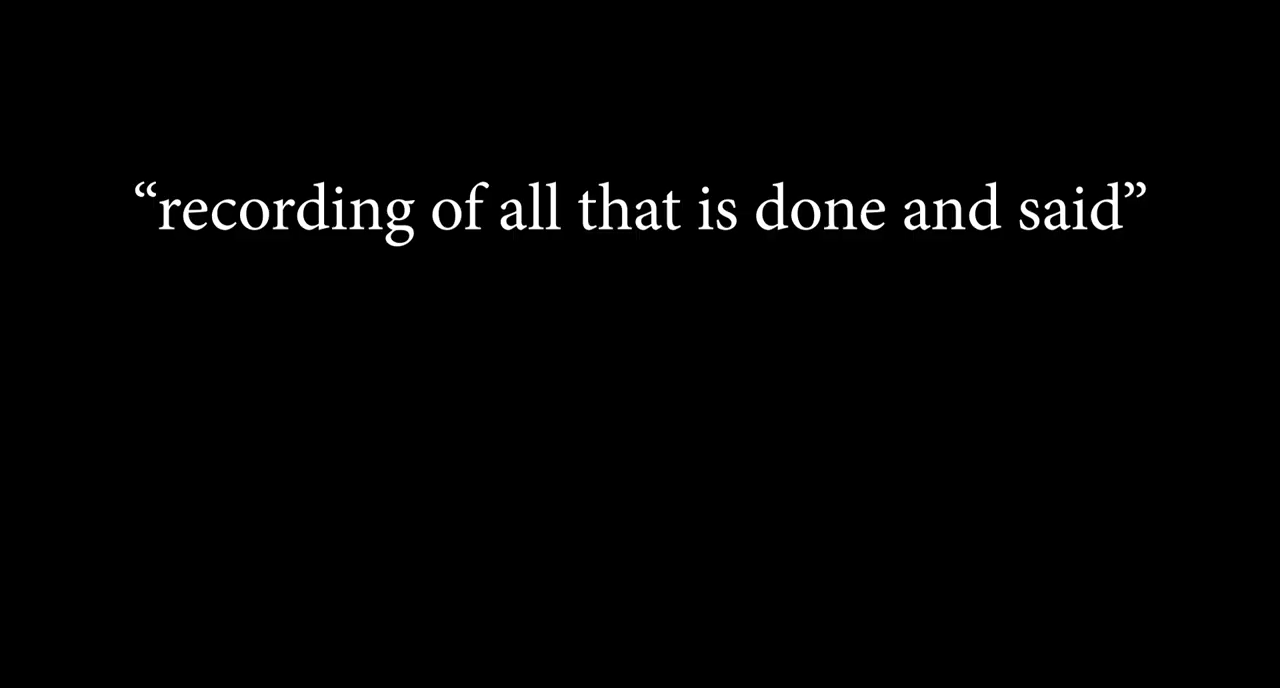 “recording of all that is done and said”